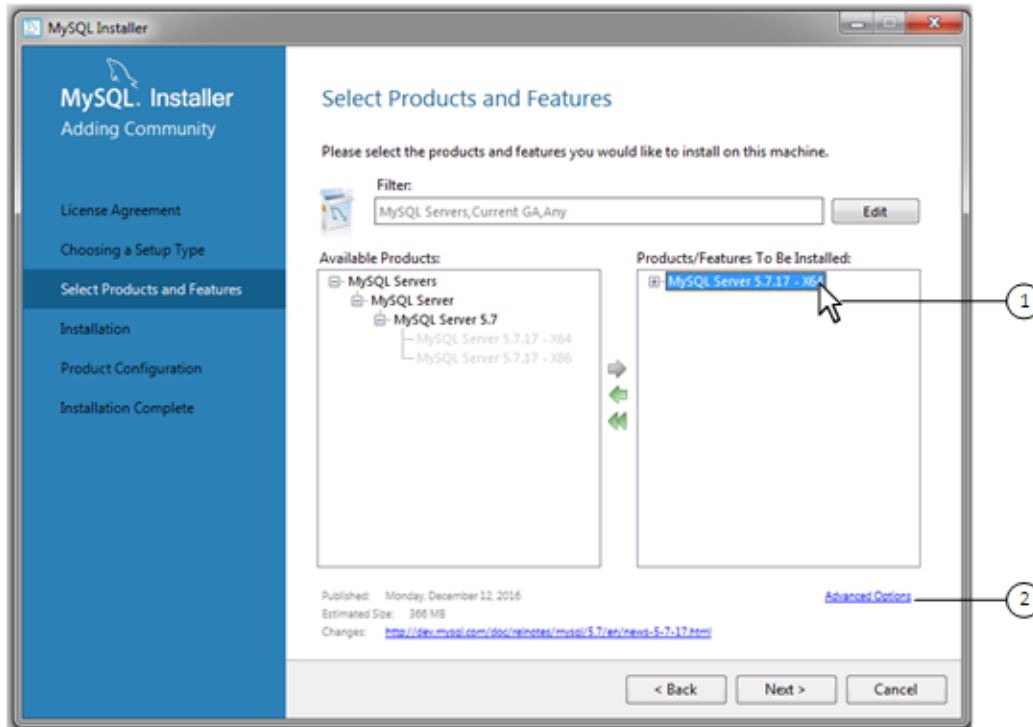 MySQL Installer
MySQL. Installer
Adding Community
License Agreement
Choosing a Setup Type
Select Products and Features
Installation
Product Configuration
Installation Complete
Select Products and Features
Please select the products and features you would like to install on this machine.
Filter:
MySQL Servers,Current GA,Any
Edit
Available Products:
MySQL Servers
MySQL Server
MySQL Server 5.7
MySQL Server 5.7.17 - X64
MySQL Server 5.7.17 - X86
Products/Features To Be Installed:
MySQL Server 5.7.17 - X64
1
Published: Monday, December 12, 2016
Estimated Size: 366 MB
Changes: http://dev.mysql.com/doc/relnotes/mysql/5.7/en/news-5-7-17.html
Advanced Options
2
< Back
Next >
Cancel